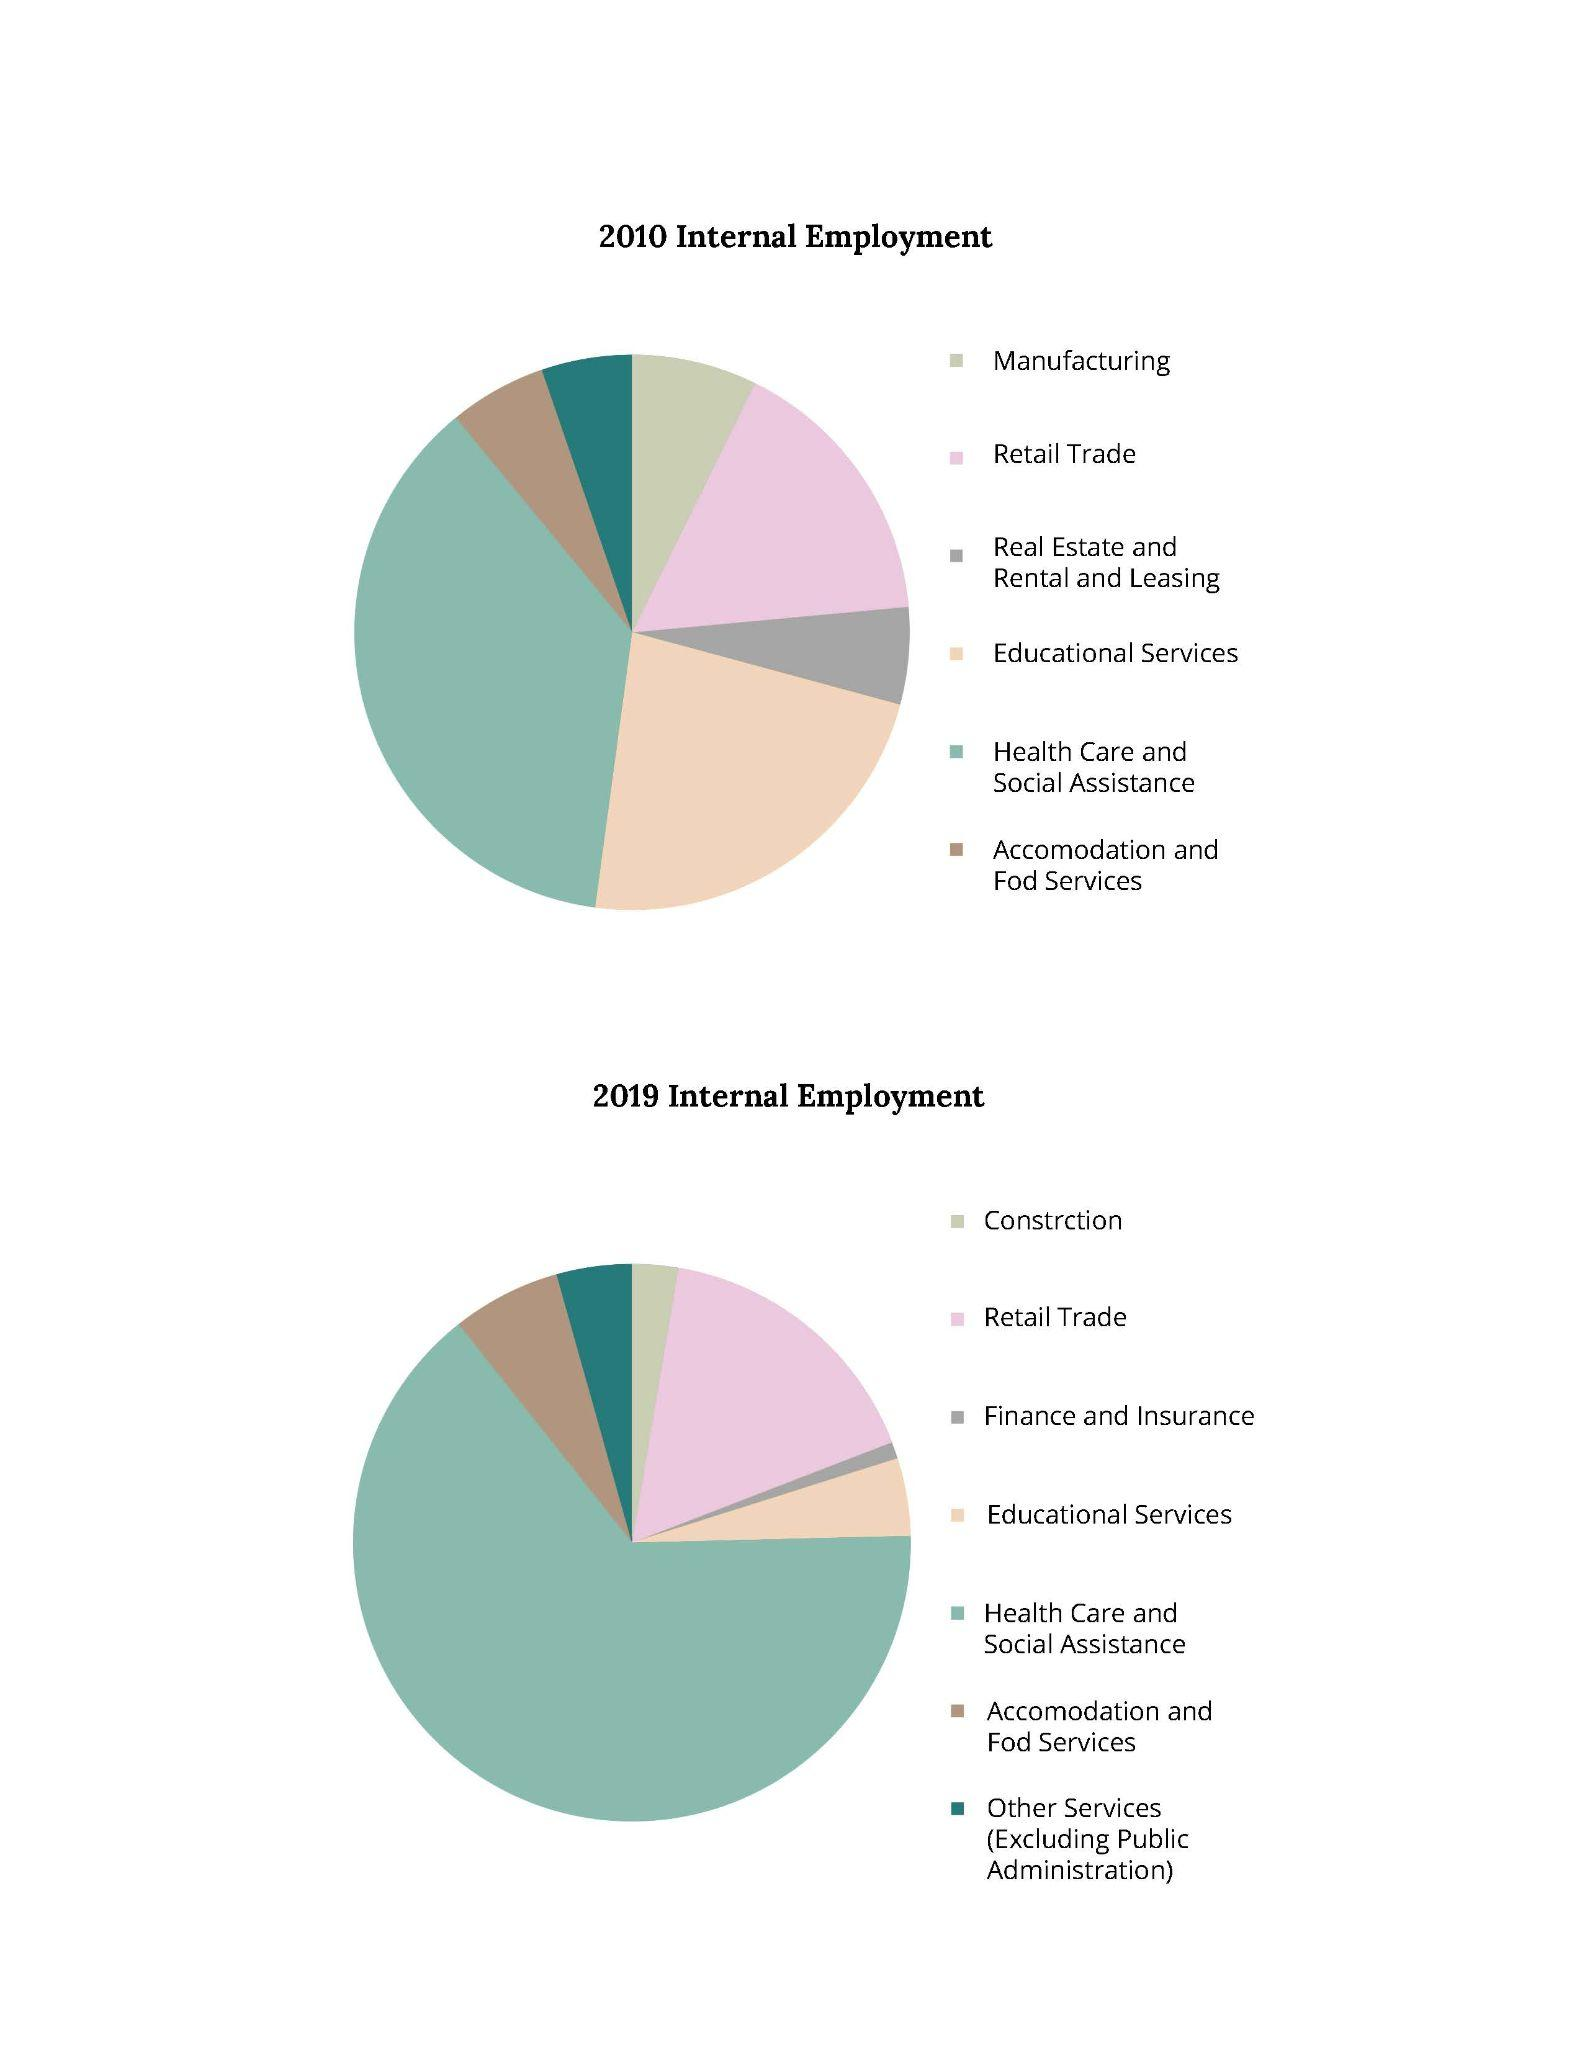 2010 Internal Employment
Manufacturing
Retail Trade
Real Estate and
Rental and Leasing
Educational Services
Health Care and
Social Assistance
Accomodation and
Fod Services
2019 Internal Employment
Constrction
Retail Trade
Finance and Insurance
Educational Services
Health Care and
Social Assistance
Accomodation and
Fod Services
Other Services
(Excluding Public
Administration)